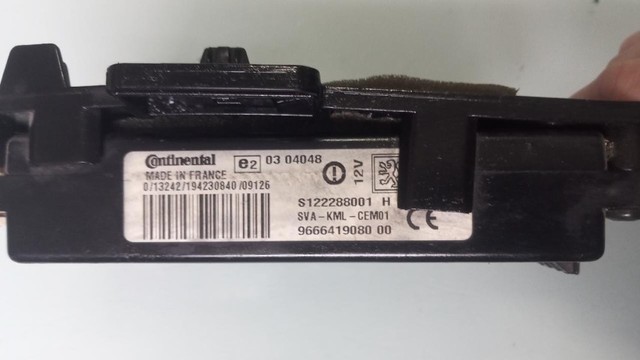 Continental
e2 03 04048
MADE IN FRANCE
0/13242/194230840/09126
12V
S122288001 H
SVA-KML-CEM01
9666419080 00
CE